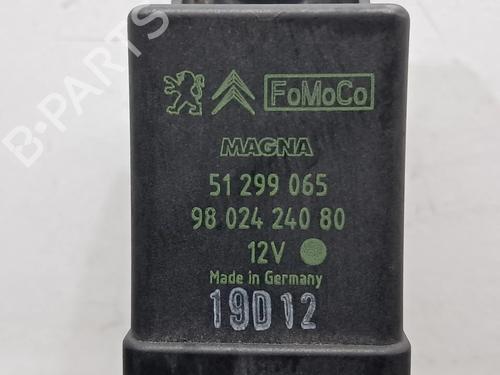 FoMoCo
MAGNA
51 299 065
98 024 240 80
12V
Made in Germany
19D12
B-PARTS